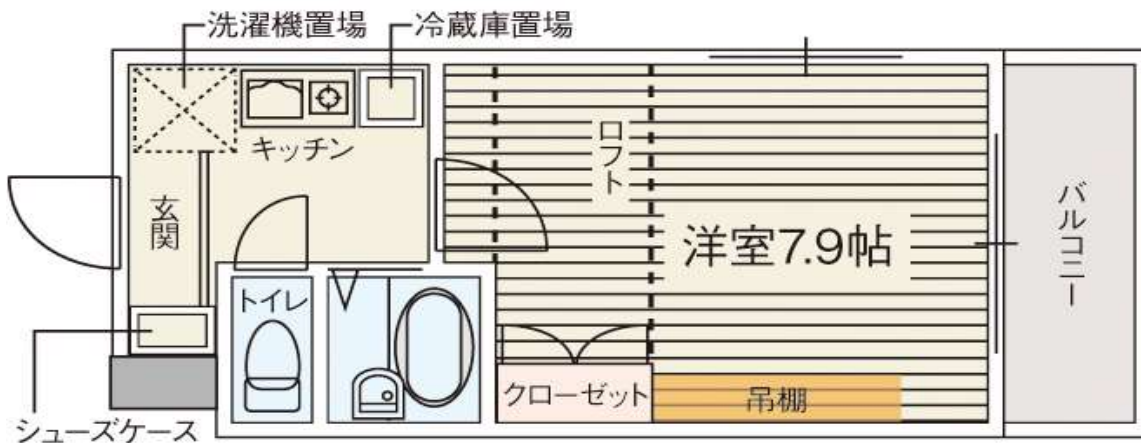 洗濯機置場
冷蔵庫置場
キッチン
ロフト
玄関
洋室7.9帖
バルコニー
トイレ
クローゼット
吊棚
シューズケース